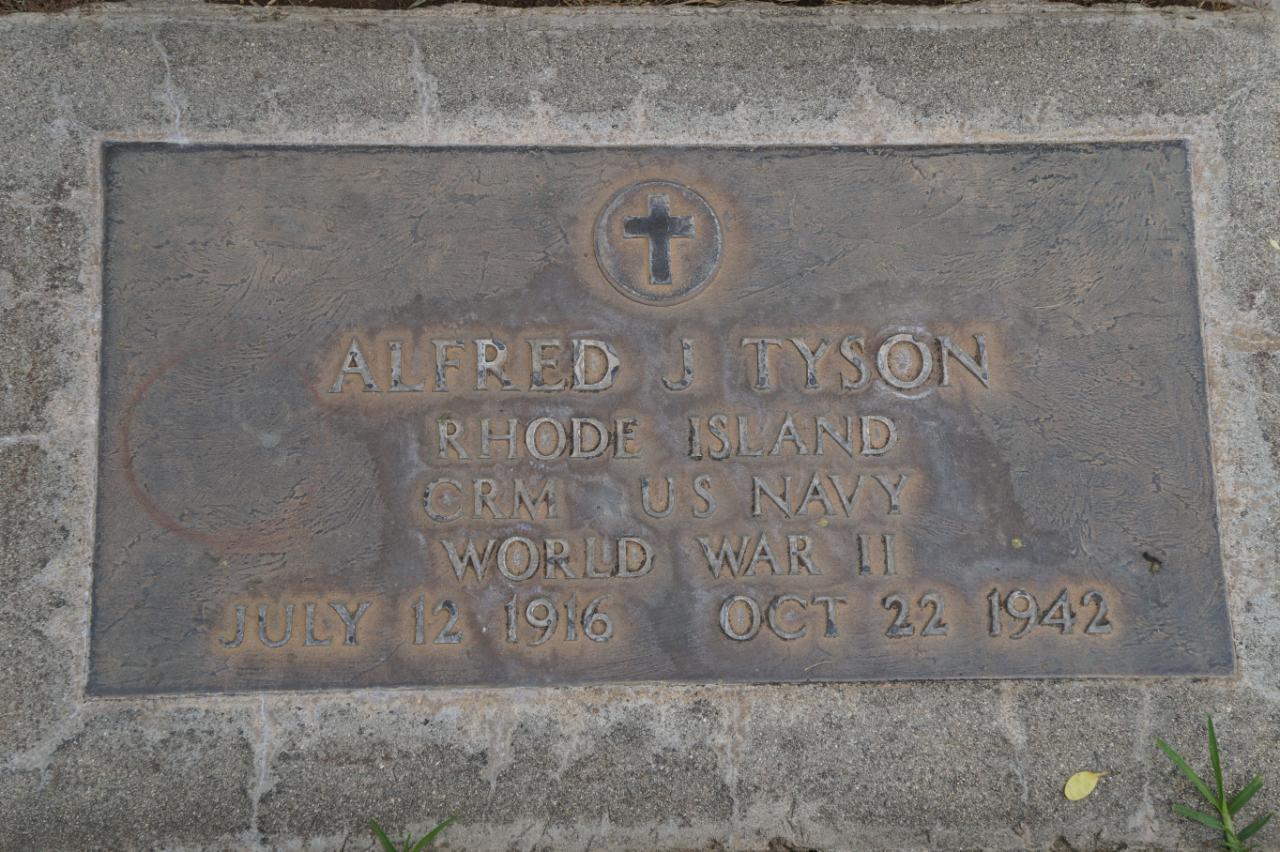 ALFRED J TYSON
RHODE ISLAND
CRM US NAVY
WORLD WAR II
JULY 12 1916 OCT 22 1942